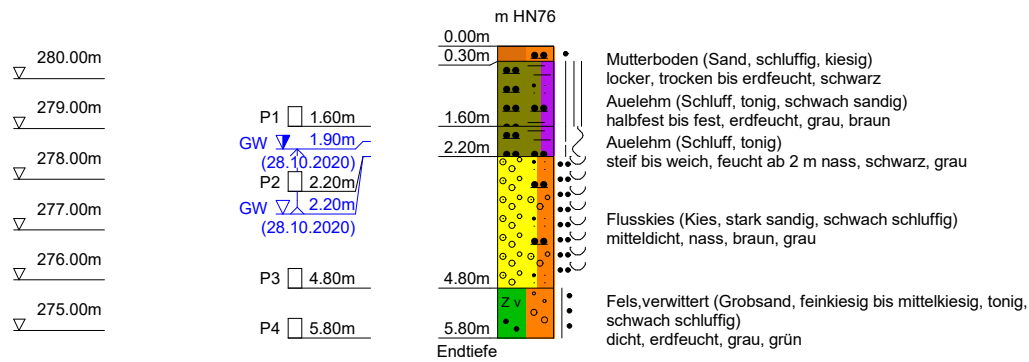 m HN76
0.00m
280.00m
0.30m
Mutterboden (Sand, schluffig, kiesig)
locker, trocken bis erdfeucht, schwarz
279.00m
P1 1.60m
1.60m
Auelehm (Schluff, tonig, schwach sandig)
halbfest bis fest, erdfeucht, grau, braun
GW 1.90m
(28.10.2020)
2.20m
Auelehm (Schluff, tonig)
steif bis weich, feucht ab 2 m nass, schwarz, grau
278.00m
P2 2.20m
GW 2.20m
(28.10.2020)
277.00m
Flusskies (Kies, stark sandig, schwach schluffig)
mitteldicht, nass, braun, grau
276.00m
P3 4.80m
4.80m
275.00m
Z v
Fels,verwittert (Grobsand, feinkiesig bis mittelkiesig, tonig,
schwach schluffig)
dicht, erdfeucht, grau, grün
P4 5.80m
5.80m
Endtiefe